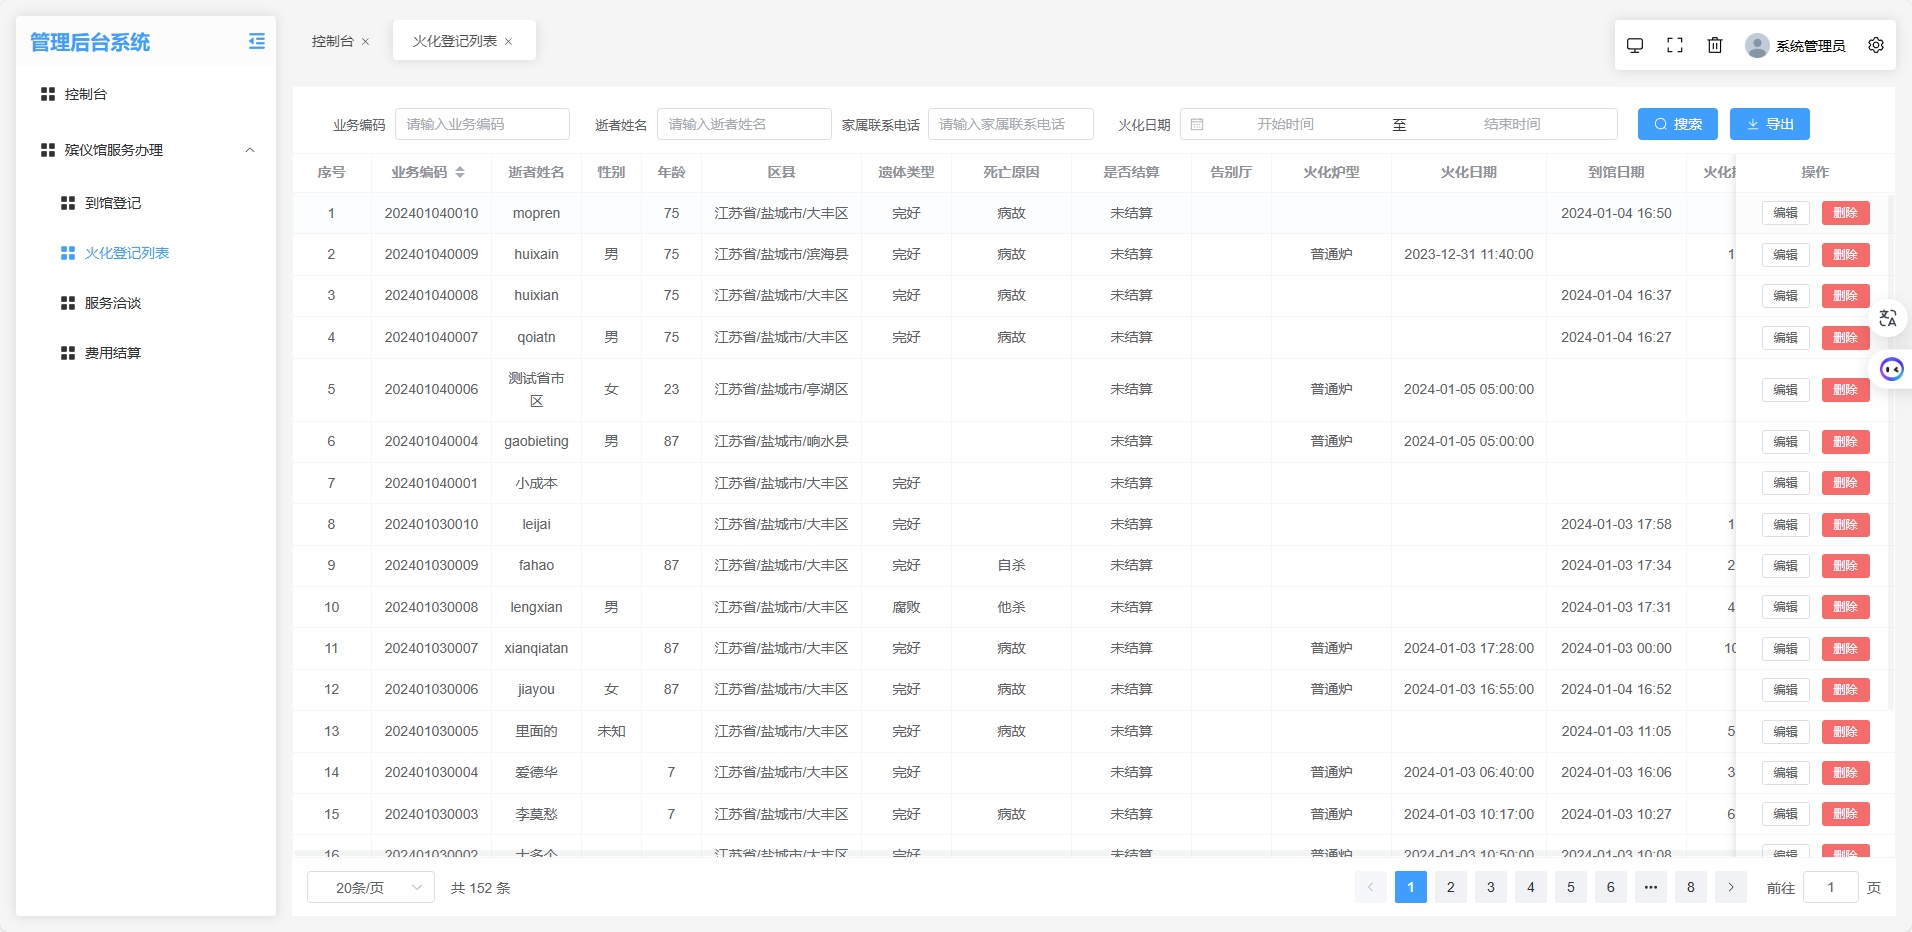 管理后台系统
控制台
殡仪馆服务办理
到馆登记
火化登记列表
服务洽谈
费用结算
控制台 ×
火化登记列表 ×
系统管理员
业务编码 请输入业务编码 逝者姓名 请输入逝者姓名 家属联系电话 请输入家属联系电话 火化日期 开始时间 至 结束时间 搜索 导出
序号 业务编码 逝者姓名 性别 年龄 区县 遗体类型 死亡原因 是否结算 告别厅 火化炉型 火化日期 到馆日期 火化 操作
1 202401040010 mopren 75 江苏省/盐城市/大丰区 完好 病故 未结算 2024-01-04 16:50 编辑 删除
2 202401040009 huixain 男 75 江苏省/盐城市/滨海县 完好 病故 未结算 普通炉 2023-12-31 11:40:00 1 编辑 删除
3 202401040008 huixian 75 江苏省/盐城市/大丰区 完好 病故 未结算 2024-01-04 16:37 编辑 删除
4 202401040007 qoiatn 男 75 江苏省/盐城市/大丰区 完好 病故 未结算 2024-01-04 16:27 编辑 删除
5 202401040006 测试省市区 女 23 江苏省/盐城市/亭湖区 未结算 普通炉 2024-01-05 05:00:00 编辑 删除
6 202401040004 gaobieting 男 87 江苏省/盐城市/响水县 未结算 普通炉 2024-01-05 05:00:00 编辑 删除
7 202401040001 小成本 江苏省/盐城市/大丰区 完好 未结算 编辑 删除
8 202401030010 leijai 江苏省/盐城市/大丰区 完好 未结算 2024-01-03 17:58 1 编辑 删除
9 202401030009 fahao 87 江苏省/盐城市/大丰区 完好 自杀 未结算 2024-01-03 17:34 2 编辑 删除
10 202401030008 lengxian 男 江苏省/盐城市/大丰区 腐败 他杀 未结算 2024-01-03 17:31 4 编辑 删除
11 202401030007 xianqiatan 87 江苏省/盐城市/大丰区 完好 病故 未结算 普通炉 2024-01-03 17:28:00 2024-01-03 00:00 10 编辑 删除
12 202401030006 jiayou 女 87 江苏省/盐城市/大丰区 完好 病故 未结算 普通炉 2024-01-03 16:55:00 2024-01-04 16:52 编辑 删除
13 202401030005 里面的 未知 江苏省/盐城市/大丰区 完好 病故 未结算 2024-01-03 11:05 5 编辑 删除
14 202401030004 爱德华 7 江苏省/盐城市/大丰区 完好 未结算 普通炉 2024-01-03 06:40:00 2024-01-03 16:06 3 编辑 删除
15 202401030003 李莫愁 7 江苏省/盐城市/大丰区 完好 病故 未结算 普通炉 2024-01-03 10:17:00 2024-01-03 10:27 6 编辑 删除
16 202401030002 江苏省/盐城市/大丰区 完好 未结算 普通炉 2024-01-03 10:50:00 2024-01-03 10:08 编辑 删除
20条/页 共 152 条 1 2 3 4 5 6 ••• 8 前往 1 页